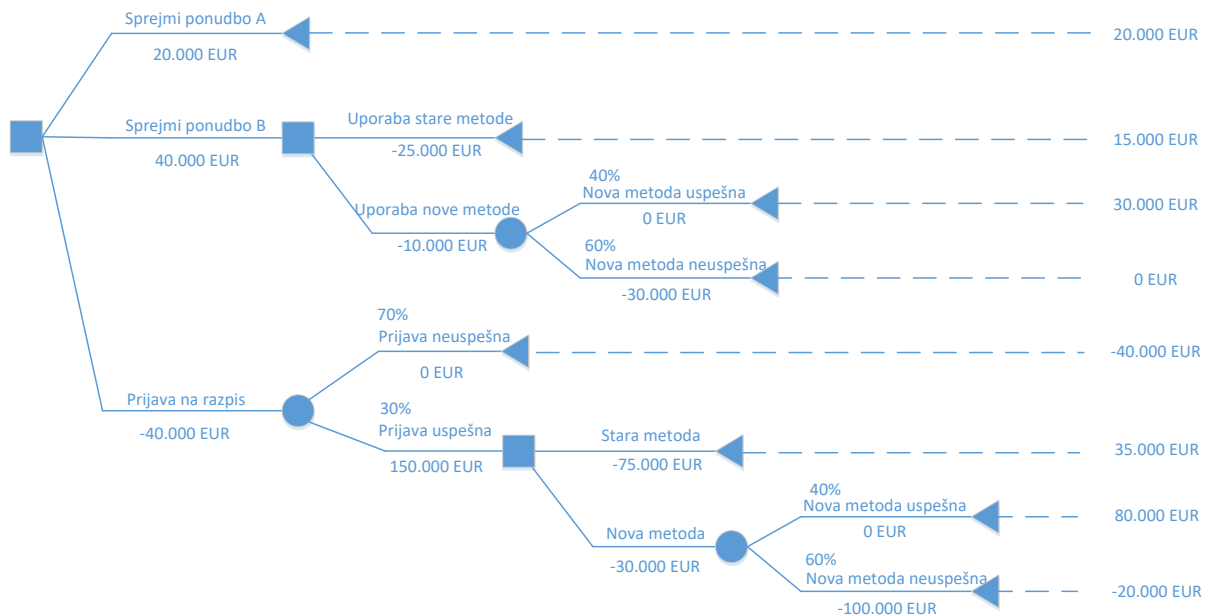 Sprejmi ponudbo A
20.000 EUR
20.000 EUR
Sprejmi ponudbo B
40.000 EUR
Uporaba stare metode
-25.000 EUR
15.000 EUR
Uporaba nove metode
-10.000 EUR
40%
Nova metoda uspešna
0 EUR
30.000 EUR
60%
Nova metoda neuspešna
-30.000 EUR
0 EUR
Prijava na razpis
-40.000 EUR
70%
Prijava neuspešna
0 EUR
-40.000 EUR
30%
Prijava uspešna
150.000 EUR
Stara metoda
-75.000 EUR
35.000 EUR
Nova metoda
-30.000 EUR
40%
Nova metoda uspešna
0 EUR
80.000 EUR
60%
Nova metoda neuspešna
-100.000 EUR
-20.000 EUR